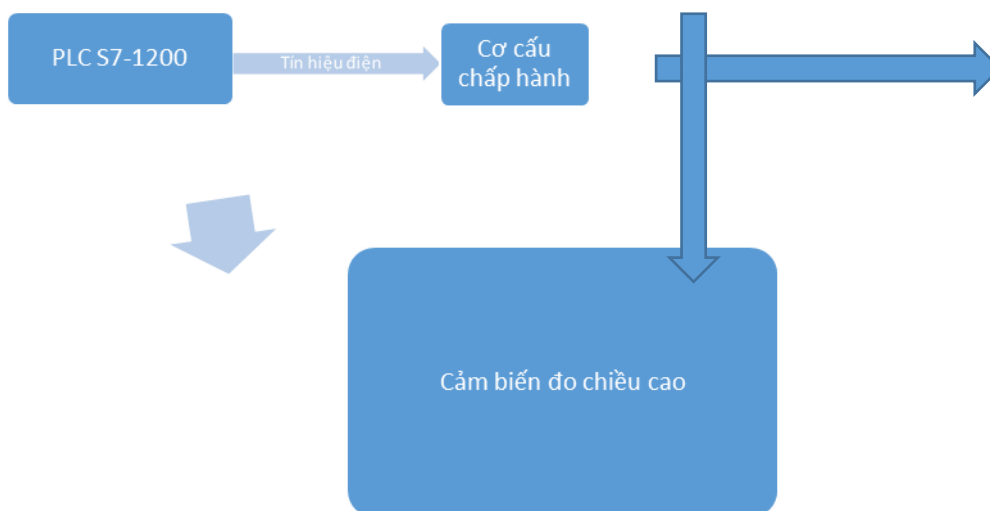 PLC S7-1200
Tín hiệu điện
Cơ cấu
chấp hành
Cảm biến đo chiều cao